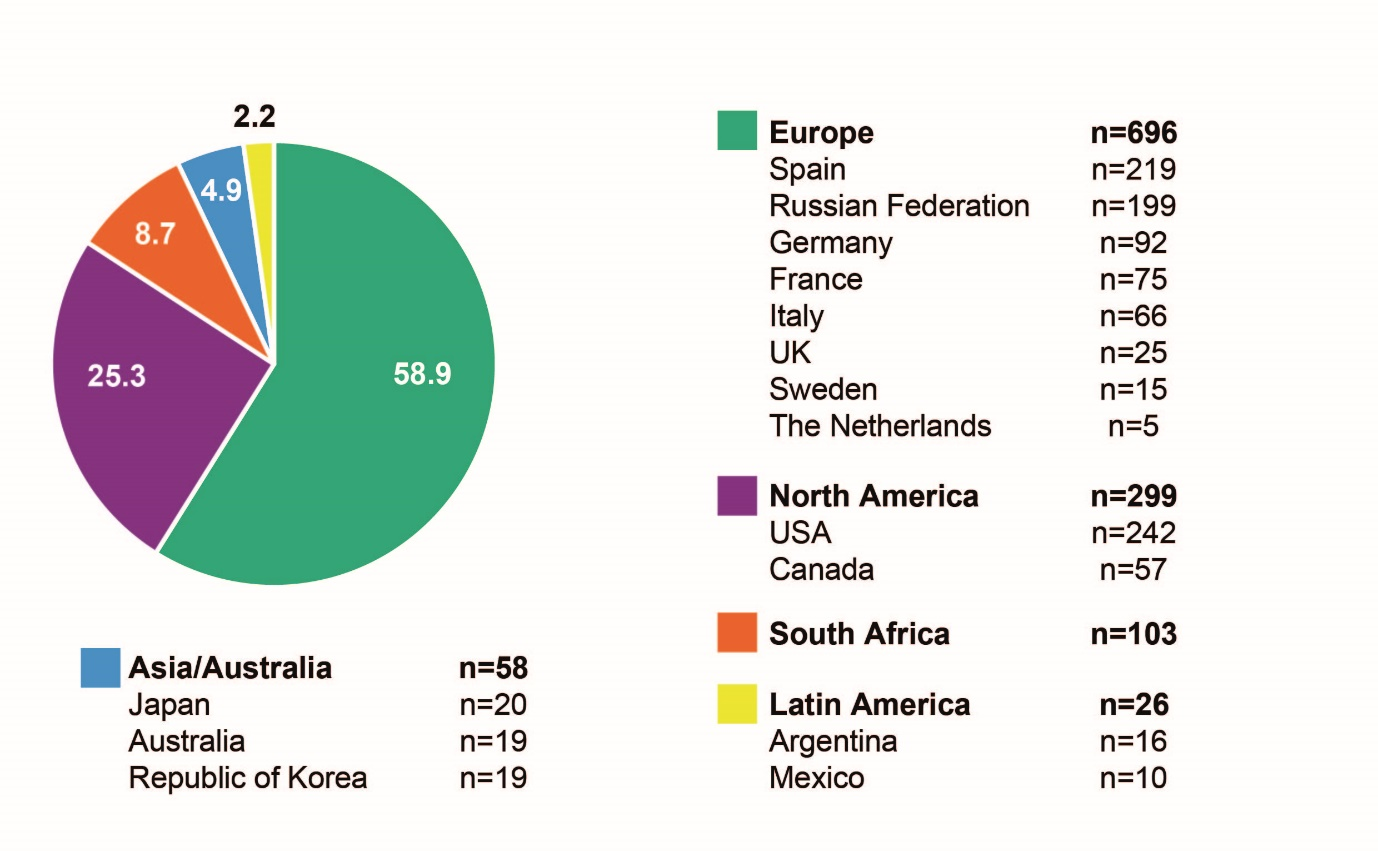 2.2
4.9
8.7
25.3
58.9
Europe n=696
Spain n=219
Russian Federation n=199
Germany n=92
France n=75
Italy n=66
UK n=25
Sweden n=15
The Netherlands n=5
North America n=299
USA n=242
Canada n=57
South Africa n=103
Latin America n=26
Argentina n=16
Mexico n=10
Asia/Australia n=58
Japan n=20
Australia n=19
Republic of Korea n=19